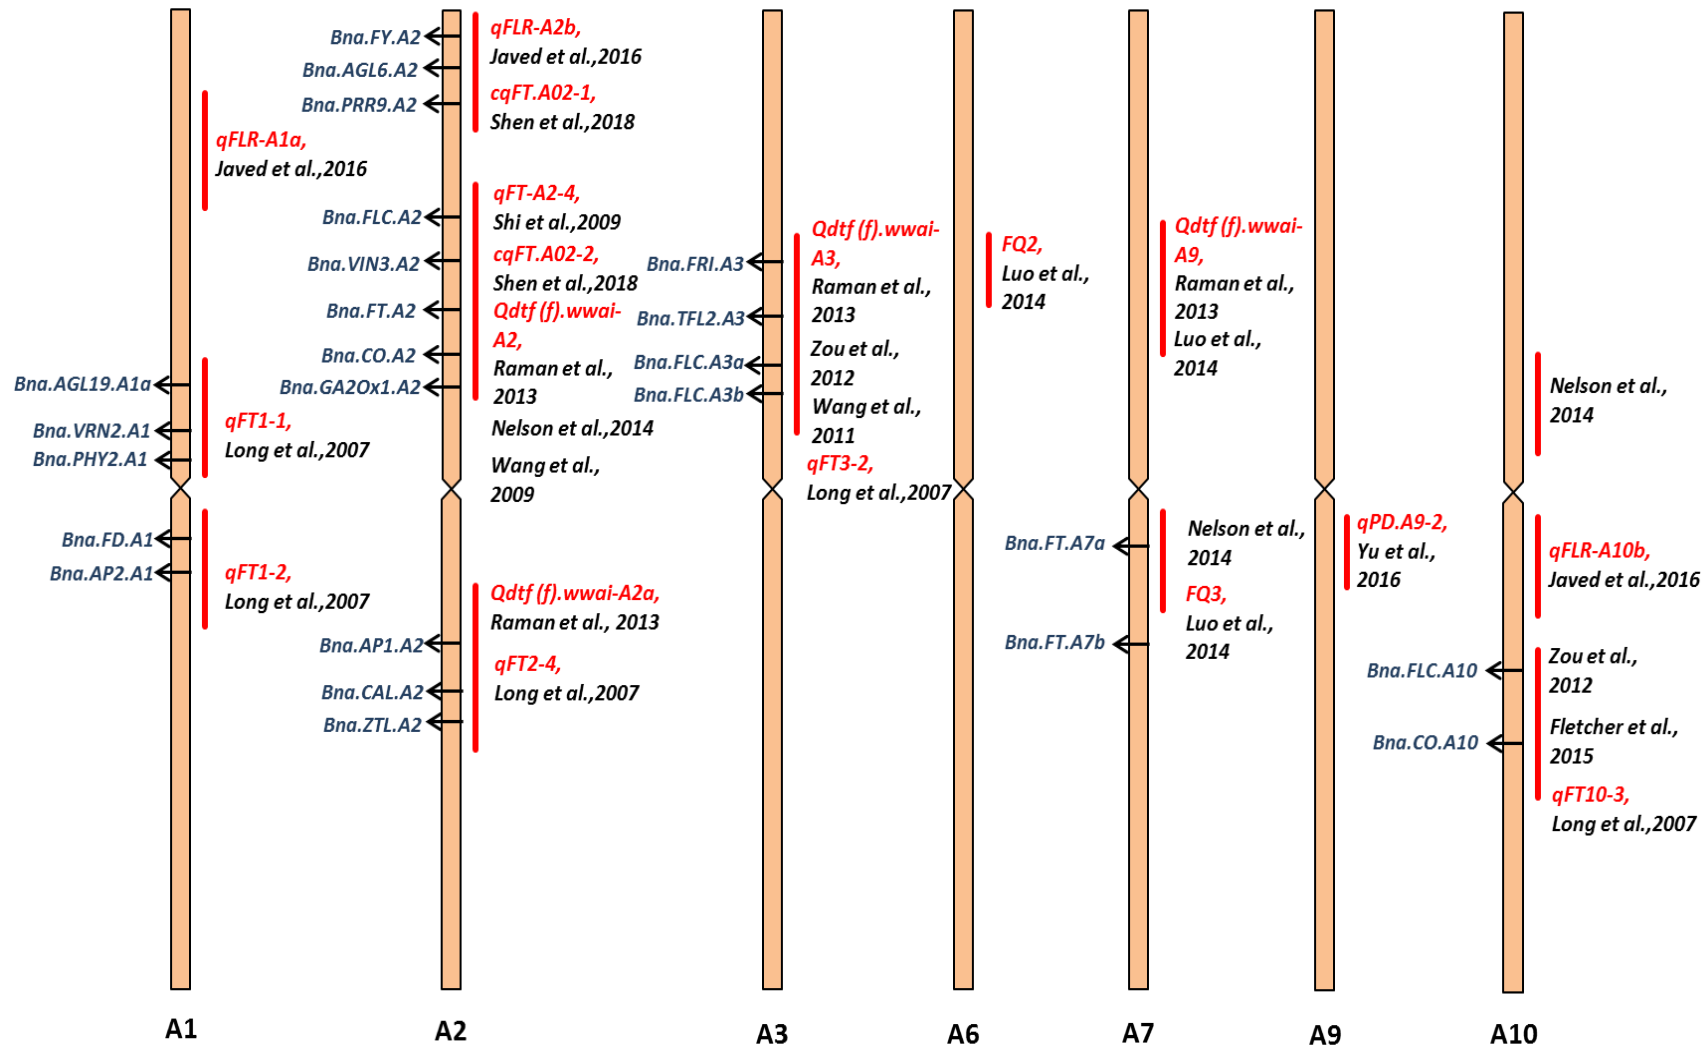 Bna.AGL19.A1a
Bna.VRN2.A1
Bna.PHY2.A1
Bna.FD.A1
Bna.AP2.A1
qFLR-A1a,
Javed et al.,2016
qFT1-1,
Long et al.,2007
qFT1-2,
Long et al.,2007
A1
Bna.FY.A2
Bna.AGL6.A2
Bna.PRR9.A2
Bna.FLC.A2
Bna.VIN3.A2
Bna.FT.A2
Bna.CO.A2
Bna.GA2Ox1.A2
Bna.AP1.A2
Bna.CAL.A2
Bna.ZTL.A2
qFLR-A2b,
Javed et al.,2016
cqFT.A02-1,
Shen et al.,2018
qFT-A2-4,
Shi et al.,2009
cqFT.A02-2,
Shen et al.,2018
Qdtf (f).wwai-
A2,
Raman et al.,
2013
Nelson et al.,2014
Wang et al.,
2009
Qdtf (f).wwai-A2a,
Raman et al., 2013
qFT2-4,
Long et al.,2007
A2
Bna.FRI.A3
Bna.TFL2.A3
Bna.FLC.A3a
Bna.FLC.A3b
Qdtf (f).wwai-
A3,
Raman et al.,
2013
Zou et al.,
2012
Wang et al.,
2011
qFT3-2,
Long et al.,2007
A3
FQ2,
Luo et al.,
2014
A6
Bna.FT.A7a
Bna.FT.A7b
Qdtf (f).wwai-
A9,
Raman et al.,
2013
Luo et al.,
2014
Nelson et al.,
2014
FQ3,
Luo et al.,
2014
A7
qPD.A9-2,
Yu et al.,
2016
A9
Bna.FLC.A10
Bna.CO.A10
Nelson et al.,
2014
qFLR-A10b,
Javed et al.,2016
Zou et al.,
2012
Fletcher et al.,
2015
qFT10-3,
Long et al.,2007
A10